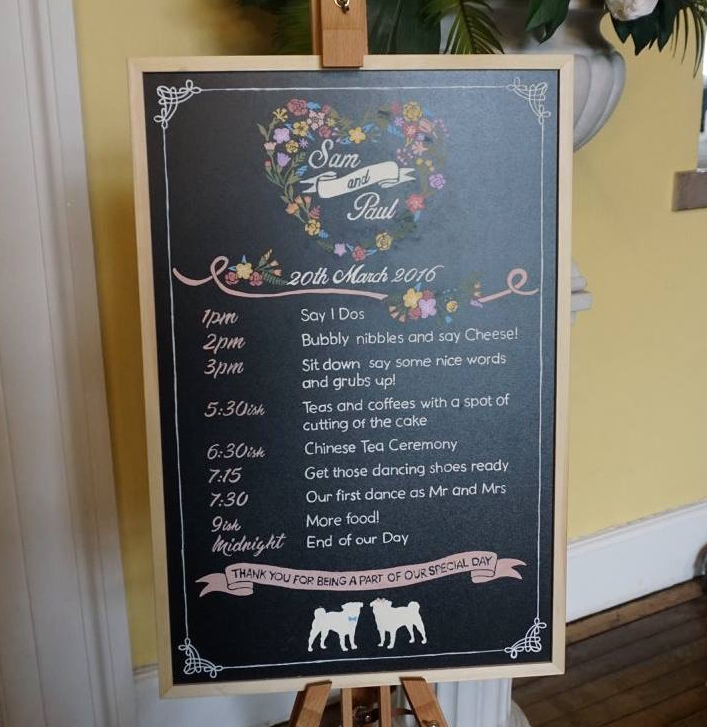 Sam
and
Paul
20th March 2016
1pm Say I Dos
2pm Bubbly nibbles and say Cheese!
3pm Sit down say some nice words
and grubs up!
5:30ish Teas and coffees with a spot of
cutting of the cake
6:30ish Chinese Tea Ceremony
7:15 Get those dancing shoes ready
7:30 Our first dance as Mr and Mrs
9ish More food!
Midnight End of our Day
THANK YOU FOR BEING A PART OF OUR SPECIAL DAY